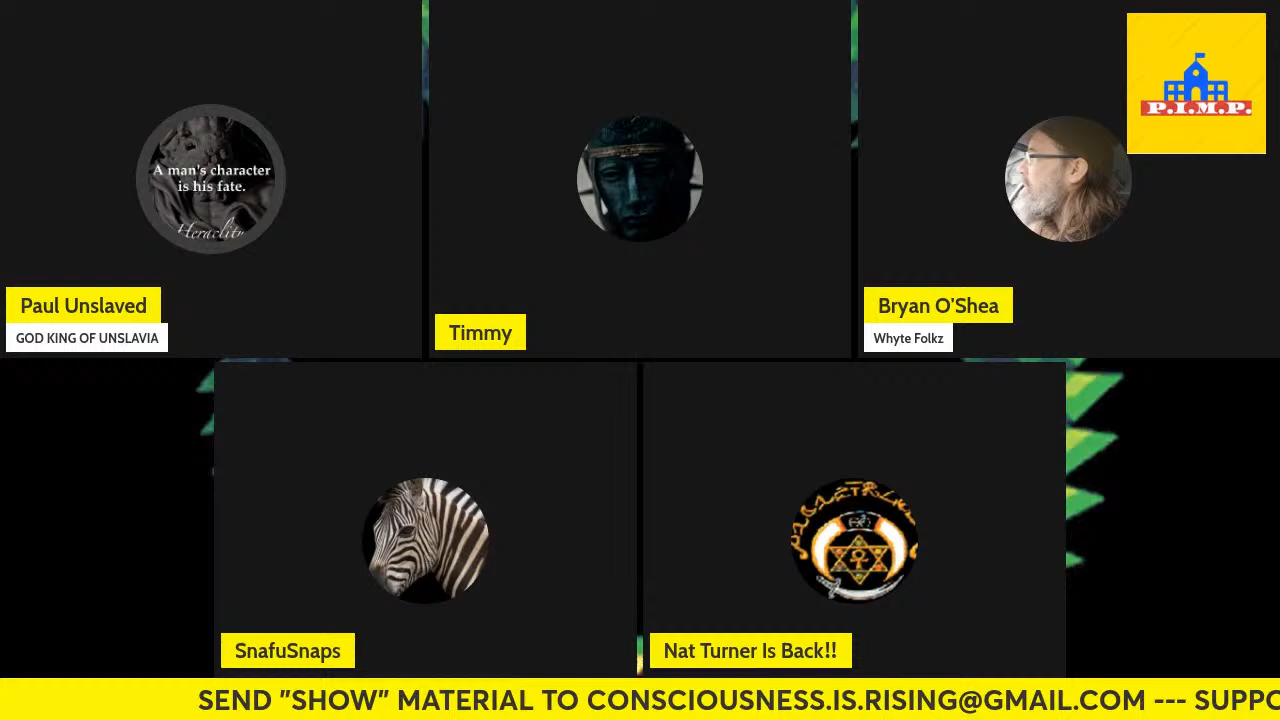 A man's character
is his fate.
Paul Unslaved
GOD KING OF UNSLAVIA
Timmy
P.I.M.P.
Bryan O'Shea
Whyte Folkz
SnafuSnaps
Nat Turner Is Back!!
SEND "SHOW" MATERIAL TO CONSCIOUSNESS.IS.RISING@GMAIL.COM --- SUPPO